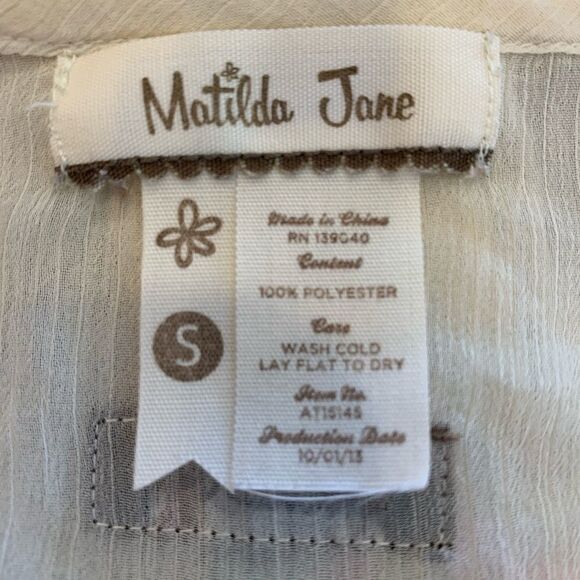 Matilda Jane
S
Made in China
RN 139040
Content
100% POLYESTER
Care
WASH COLD
LAY FLAT TO DRY
Item No.
AT15145
Production Date
10/01/13